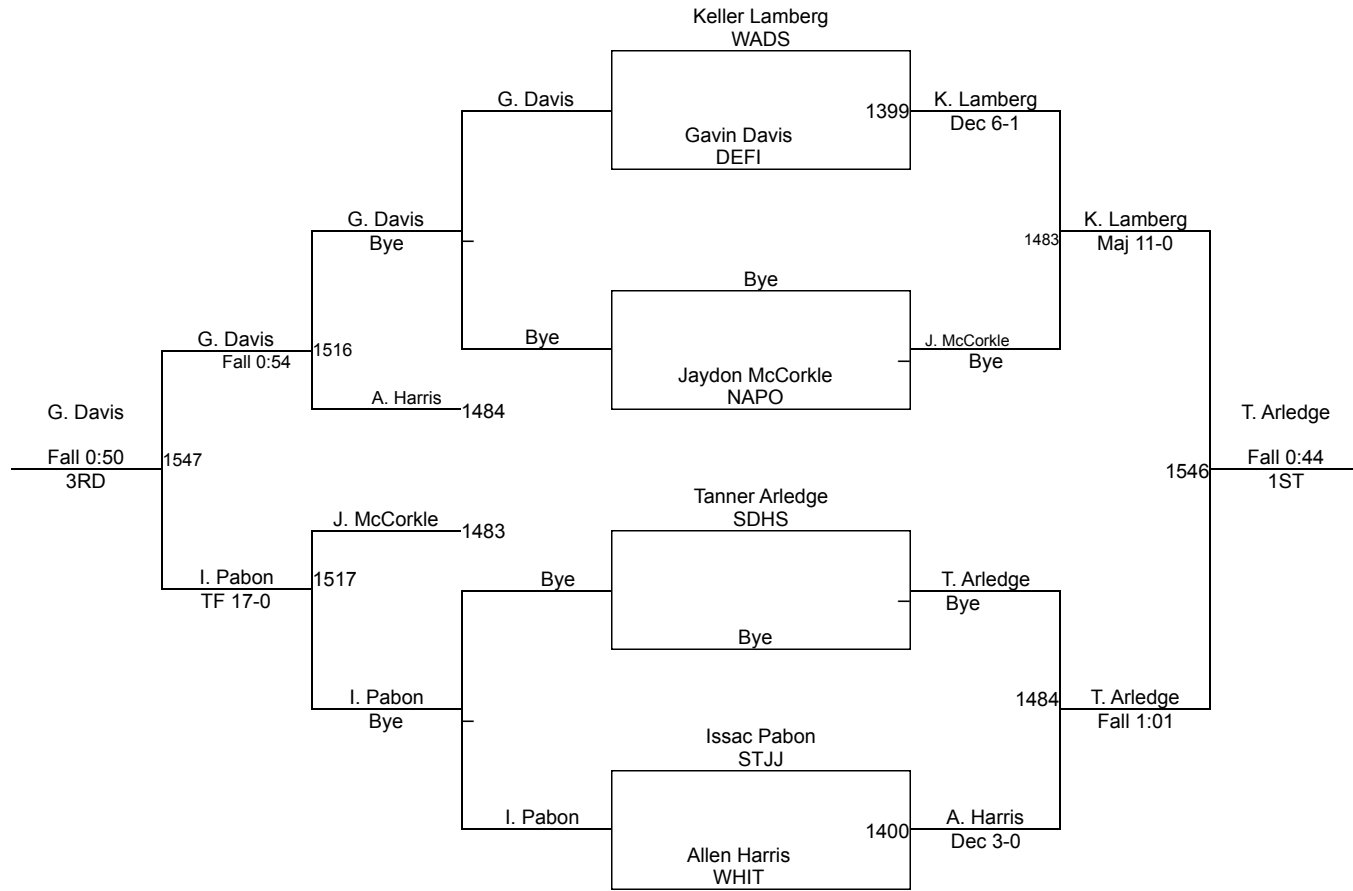 Keller Lamberg
WADS
G. Davis
1399
K. Lamberg
Dec 6-1
Gavin Davis
DEFI
G. Davis
Bye
1483
K. Lamberg
Maj 11-0
Bye
Bye
J. McCorkle
Bye
Jaydon McCorkle
NAPO
G. Davis
Fall 0:54
1516
A. Harris
1484
G. Davis
Fall 0:50
3RD
1547
T. Arledge
Fall 0:44
1ST
1546
Tanner Arledge
SDHS
J. McCorkle
1483
I. Pabon
TF 17-0
1517
Bye
T. Arledge
Bye
Bye
I. Pabon
Bye
1484
T. Arledge
Fall 1:01
Issac Pabon
STJJ
I. Pabon
1400
A. Harris
Dec 3-0
Allen Harris
WHIT